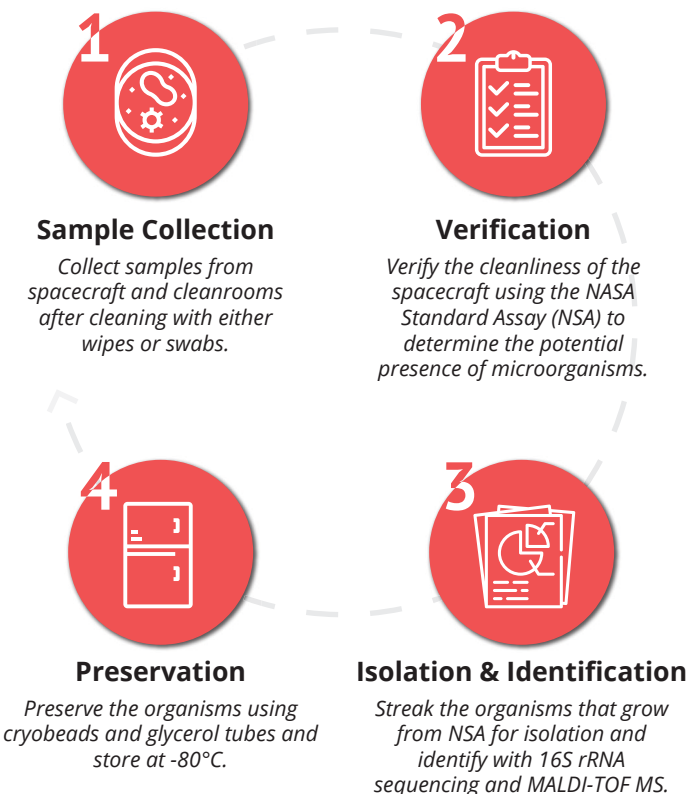 1
Sample Collection
Collect samples from
spacecraft and cleanrooms
after cleaning with either
wipes or swabs.
2
Verification
Verify the cleanliness of the
spacecraft using the NASA
Standard Assay (NSA) to
determine the potential
presence of microorganisms.
3
Isolation & Identification
Streak the organisms that grow
from NSA for isolation and
identify with 16S rRNA
sequencing and MALDI-TOF MS.
4
Preservation
Preserve the organisms using
cryobeads and glycerol tubes and
store at -80°C.